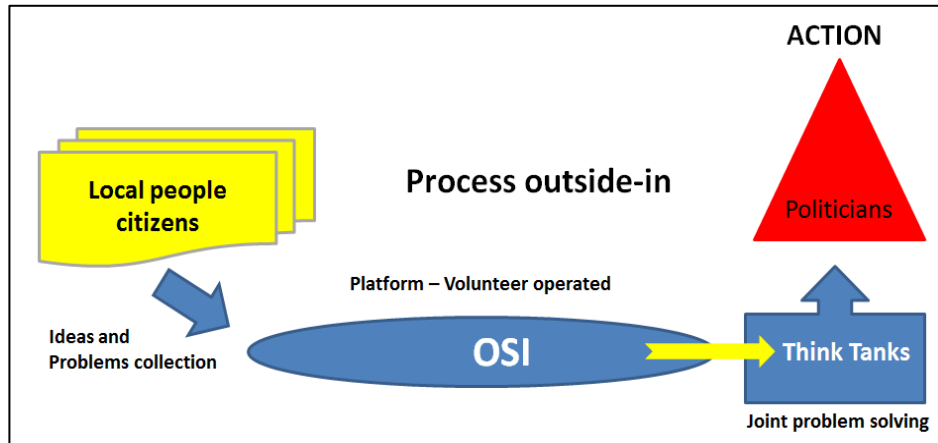 ACTION
Local people
citizens
Process outside-in
Politicians
Platform – Volunteer operated
Ideas and
Problems collection
OSI
Think Tanks
Joint problem solving